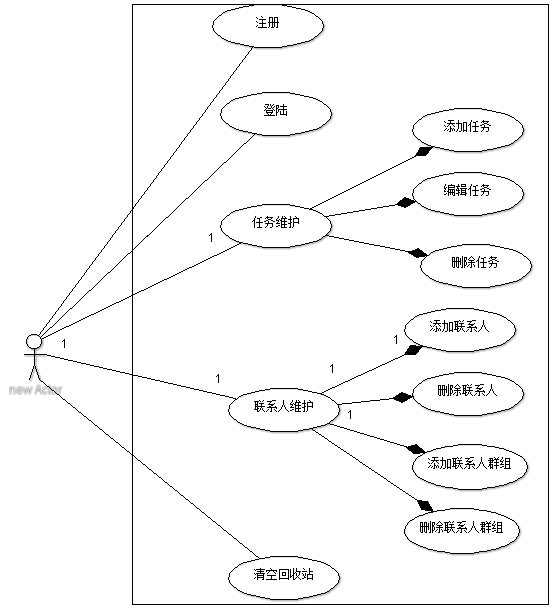 注册
登陆
添加任务
编辑任务
任务维护
1
删除任务
添加联系人
1
1
new Actor
1
1
删除联系人
联系人维护
1
添加联系人群组
删除联系人群组
清空回收站